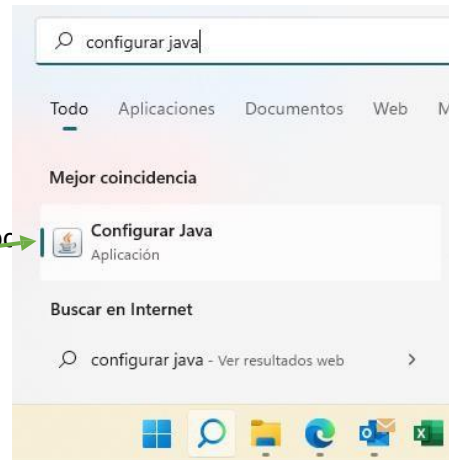 configurar java
Todo Aplicaciones Documentos Web
Mejor coincidencia
Configurar Java
Aplicación
Buscar en Internet
configurar java - Ver resultados web